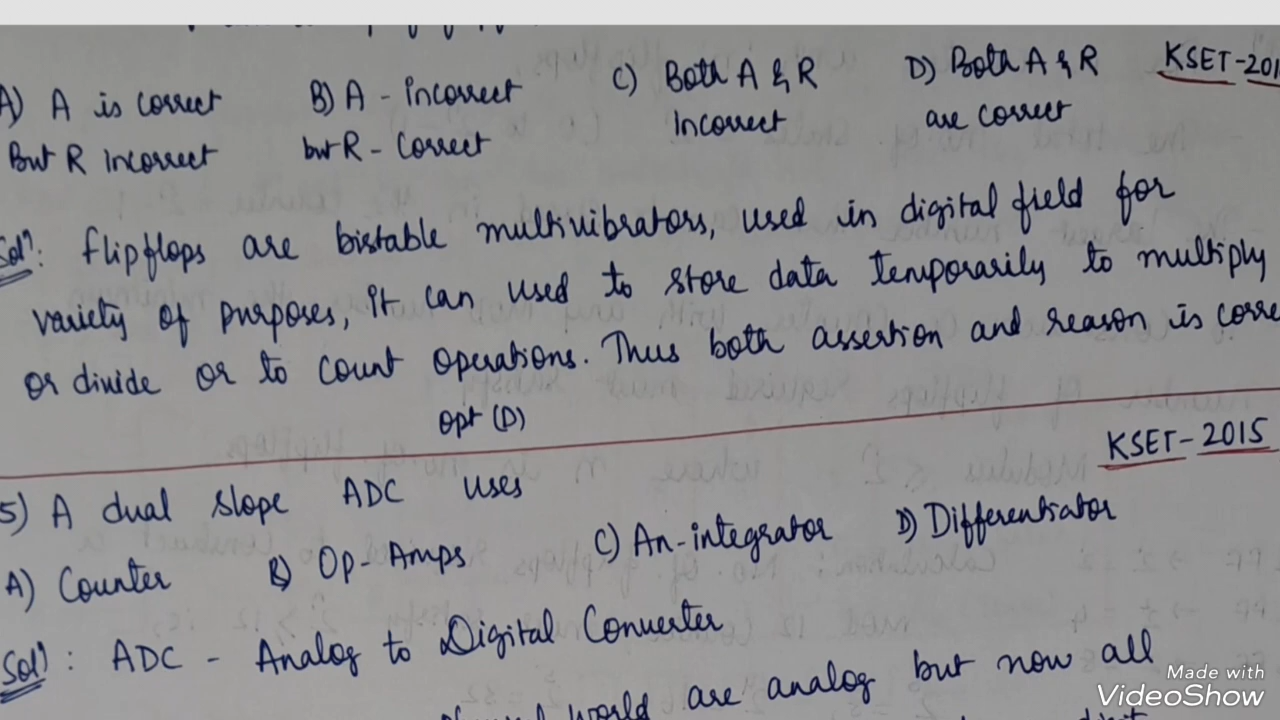 A) A is correct B) A - Incorrect C) Both A & R D) Both A & R KSET-201
But R incorrect but R - Correct Incorrect are correct
Solⁿ: flipflops are bistable multivibrators, used in digital field for
variety of purposes, It can used to store data temporarily to multiply
or divide or to count operations. Thus both assertion and reason is corre
opt (D)
KSET-2015
5) A dual slope ADC uses
A) Counter B) Op-Amps C) An-integrator D) Differentiator
Solⁿ: ADC - Analog to Digital Converter
world are analog but now all
Made with
VideoShow